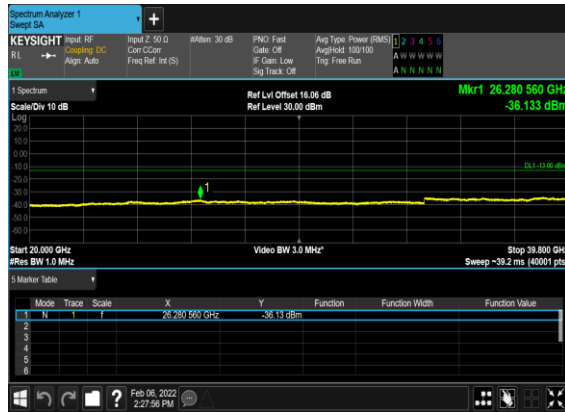 Spectrum Analyzer 1
Swept SA
+
KEYSIGHT Input: RF Input Z: 50 Ω #Atten: 30 dB PNO: Fast Avg Type: Power (RMS) 1 2 3 4 5 6
RL Coupling: DC Corr CCorr Gate: Off Avg|Hold: 100/100 A W W W W W
Align: Auto Freq Ref: Int (S) IF Gain: Low Trig: Free Run
Sig Track: Off A N N N N N
LU
1 Spectrum Ref Lvl Offset 16.06 dB Mkr1 26.280 560 GHz
Scale/Div 10 dB Ref Level 30.00 dBm -36.133 dBm
Log
20.0
10.0
0.00
-10.0 DL1 -13.00 dBm
-20.0
-30.0 1
-40.0
-50.0
-60.0
Start 20.000 GHz Video BW 3.0 MHz* Stop 39.800 GHz
#Res BW 1.0 MHz Sweep ~39.2 ms (40001 pts)
5 Marker Table
Mode Trace Scale X Y Function Function Width Function Value
1 N 1 f 26.280 560 GHz -36.13 dBm
2
3
4
5
6
? Feb 06, 2022
2:27:56 PM